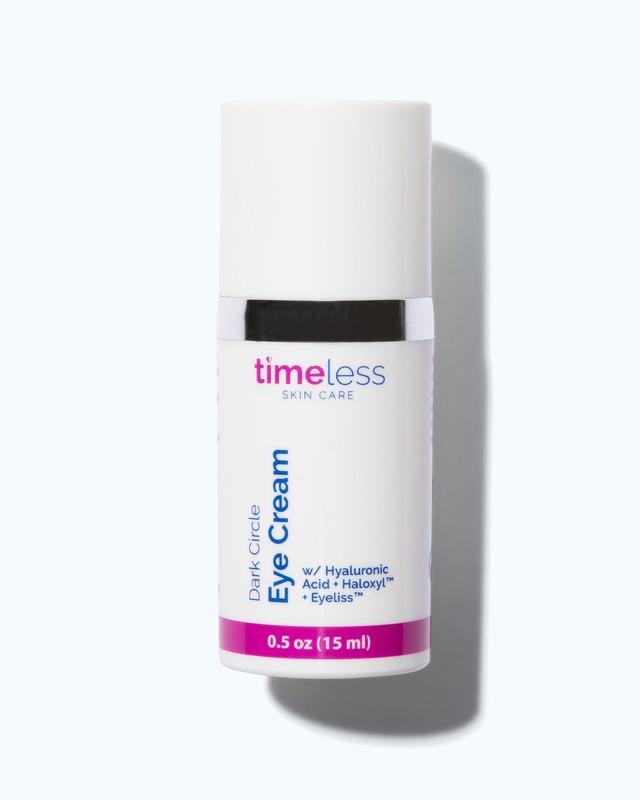 timeless
SKIN CARE
Dark Circle
Eye Cream
w/ Hyaluronic
Acid + Haloxyl™
+ Eyeliss™
0.5 oz (15 ml)